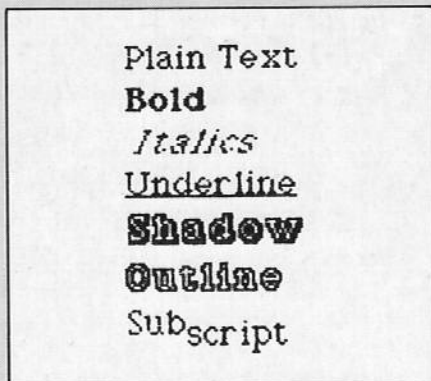 Plain Text
Bold
Italics
Underline
Shadow
Outline
Subscript